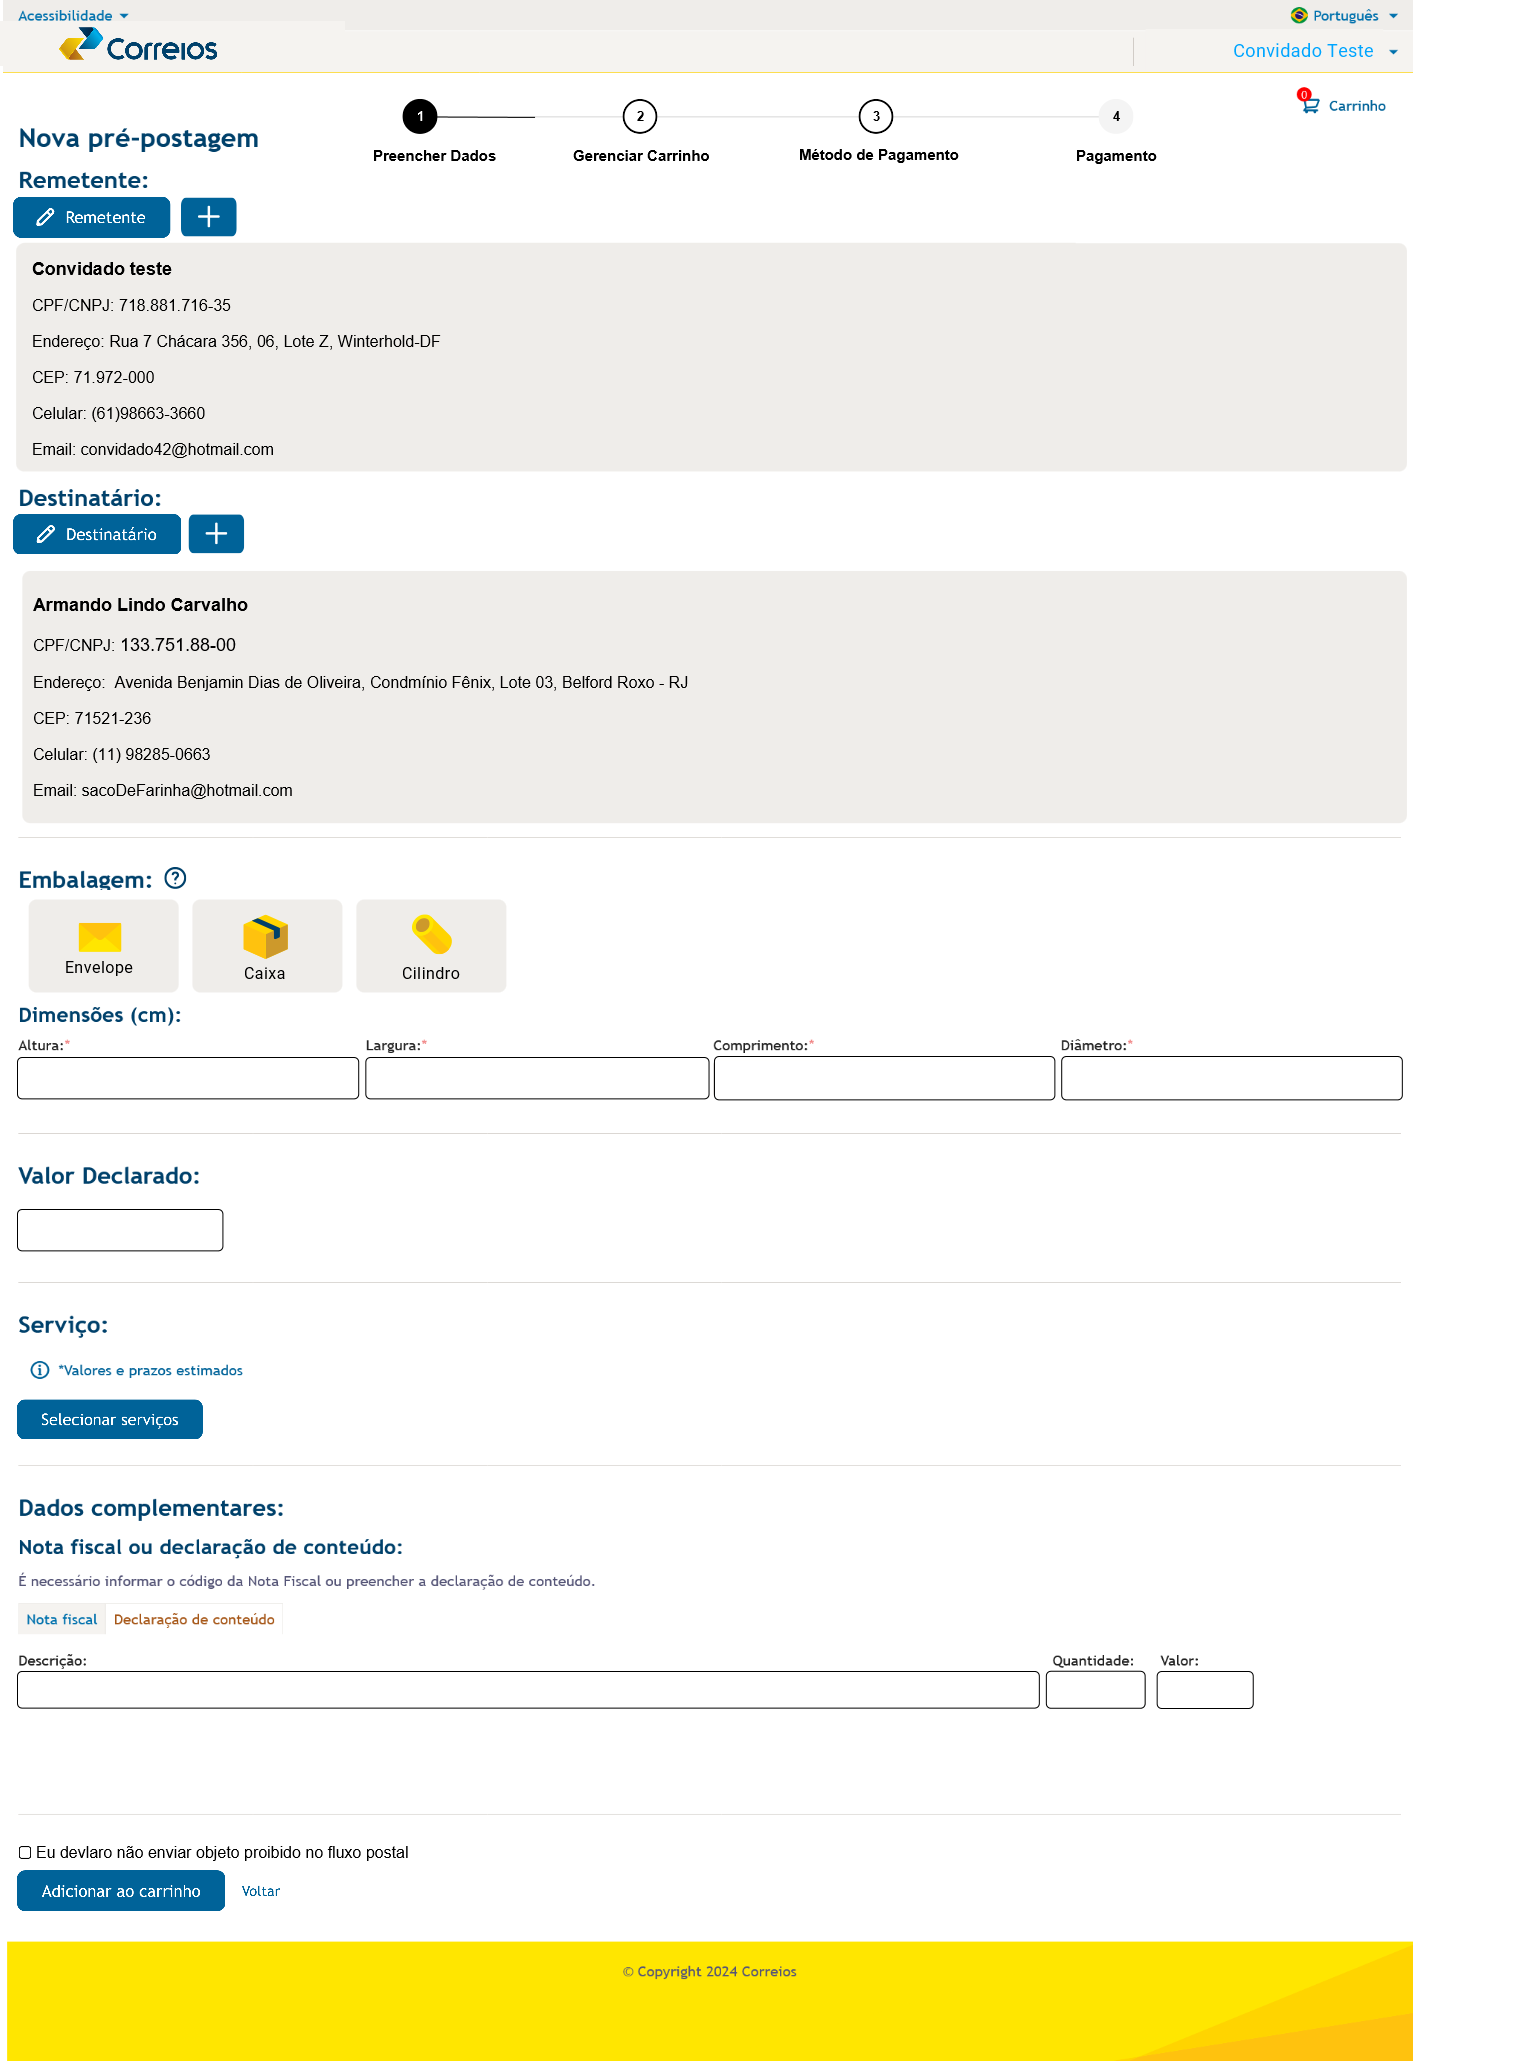 Acessibilidade
Português
Correios
Convidado Teste
0
Carrinho
1
2
3
4
Preencher Dados
Gerenciar Carrinho
Método de Pagamento
Pagamento
Nova pré-postagem
Remetente:
Remetente
Convidado teste
CPF/CNPJ: 718.881.716-35
Endereço: Rua 7 Chácara 356, 06, Lote Z, Winterhold-DF
CEP: 71.972-000
Celular: (61)98663-3660
Email: convidado42@hotmail.com
Destinatário:
Destinatário
Armando Lindo Carvalho
CPF/CNPJ: 133.751.88-00
Endereço:  Avenida Benjamin Dias de Oliveira, Condmínio Fênix, Lote 03, Belford Roxo - RJ
CEP: 71521-236
Celular: (11) 98285-0663
Email: sacoDeFarinha@hotmail.com
Embalagem: ?
Envelope
Caixa
Cilindro
Dimensões (cm):
Altura:*
Largura:*
Comprimento:*
Diâmetro:*
Valor Declarado:
Serviço:
*Valores e prazos estimados
Selecionar serviços
Dados complementares:
Nota fiscal ou declaração de conteúdo:
É necessário informar o código da Nota Fiscal ou preencher a declaração de conteúdo.
Nota fiscal
Declaração de conteúdo
Descrição:
Quantidade:
Valor:
Eu devlaro não enviar objeto proibido no fluxo postal
Adicionar ao carrinho
Voltar
© Copyright 2024 Correios